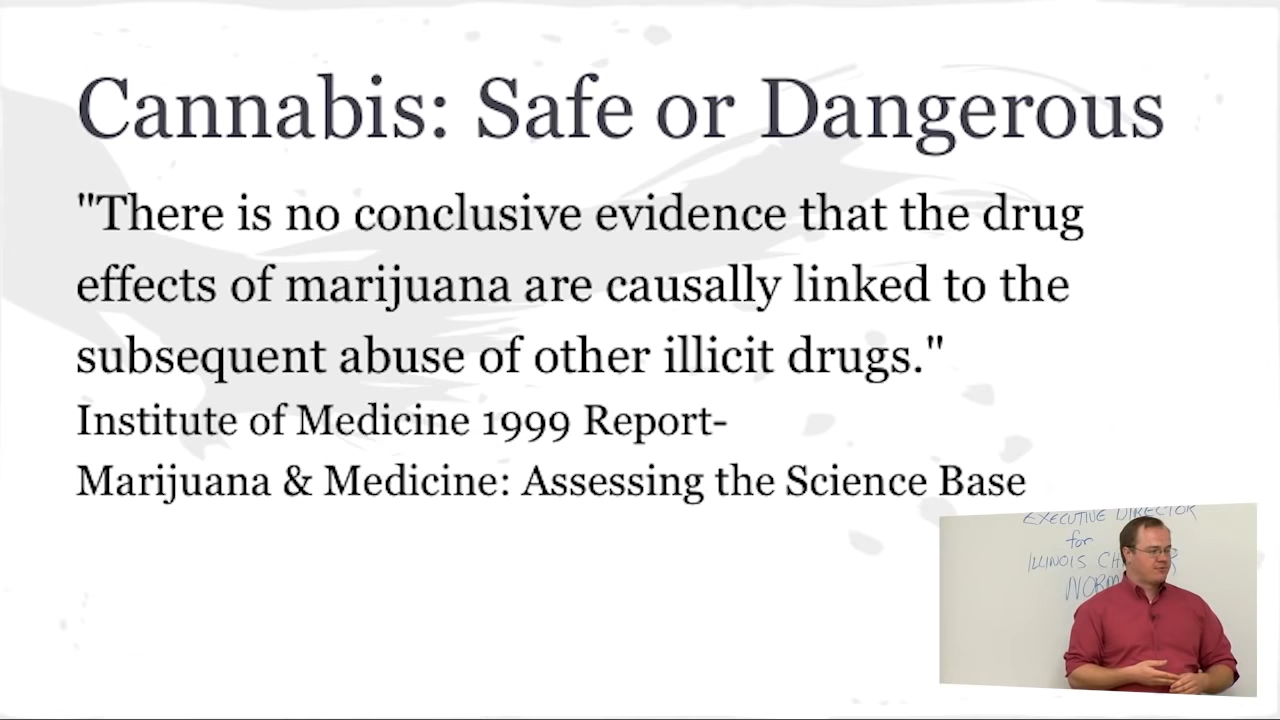 Cannabis: Safe or Dangerous
"There is no conclusive evidence that the drug
effects of marijuana are causally linked to the
subsequent abuse of other illicit drugs."
Institute of Medicine 1999 Report-
Marijuana & Medicine: Assessing the Science Base
EXECUTIVE DIRECTOR
for
ILLINOIS